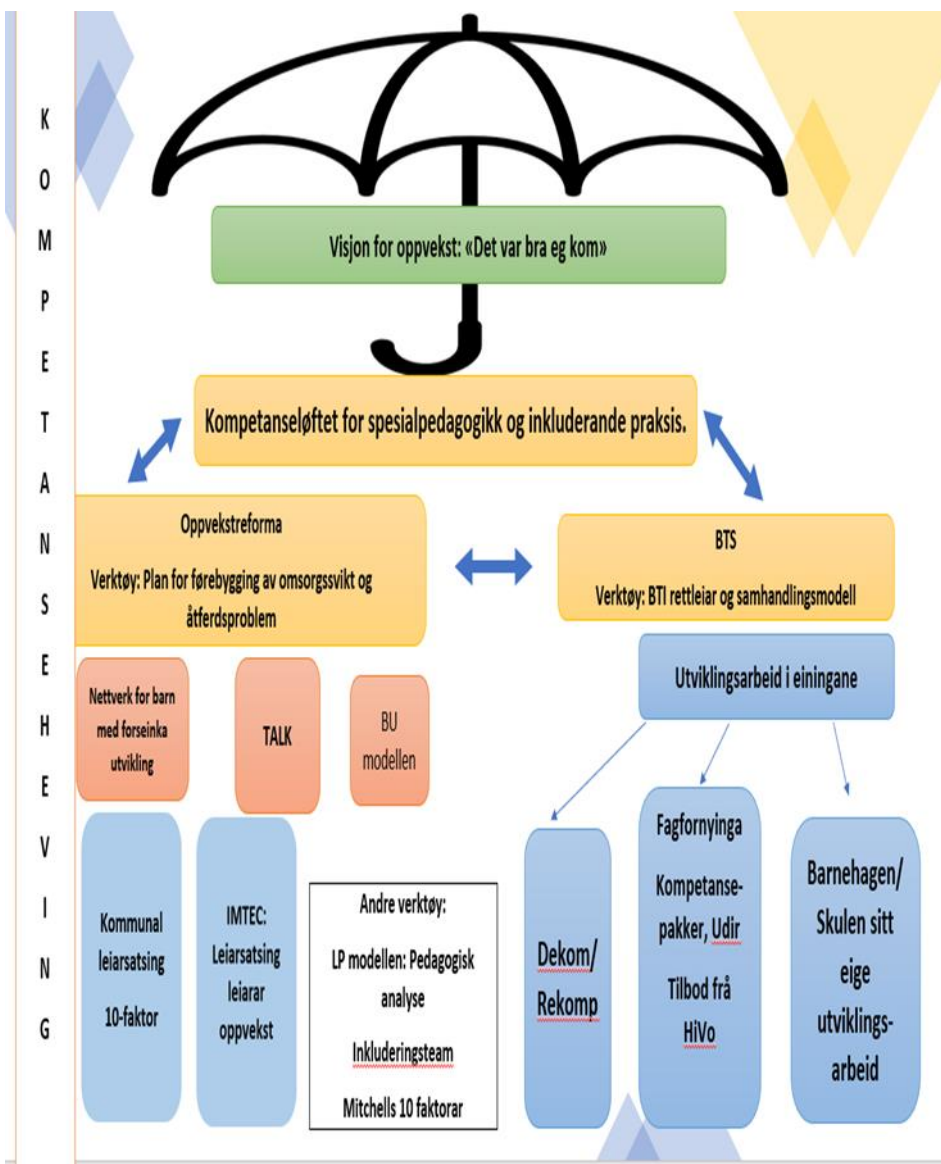 KOMPETANSEHEVING
Visjon for oppvekst: «Det var bra eg kom»
Kompetanseløftet for spesialpedagogikk og inkluderande praksis.
Oppvekstreforma
Verktøy: Plan for førebygging av omsorgssvikt og
åtferdsproblem
BTS
Verktøy: BTI rettleiar og samhandlingsmodell
Nettverk for barn
med forseinka
utvikling
TALK
BU
modellen
Utviklingsarbeid i einingane
Kommunal
leiarsatsing
10-faktor
IMTEC:
Leiarsatsing
leiarar
oppvekst
Andre verktøy:
LP modellen: Pedagogisk
analyse
Inkluderingsteam
Mitchells 10 faktorar
Dekom/
Rekomp
Fagfornyinga
Kompetanse-
pakker, Udir
Tilbod frå
HiVo
Barnehagen/
Skulen sitt
eige
utviklings-
arbeid